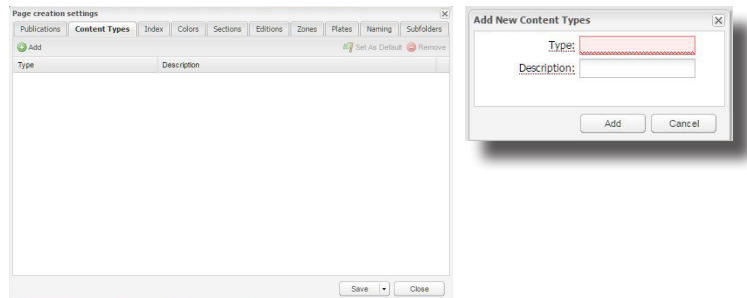 Page creation settings
Publications Content Types Index Colors Sections Editions Zones Plates Naming Subfolders
Add Set As Default Remove
Type Description
Save Close
Add New Content Types
Type:
Description:
Add Cancel